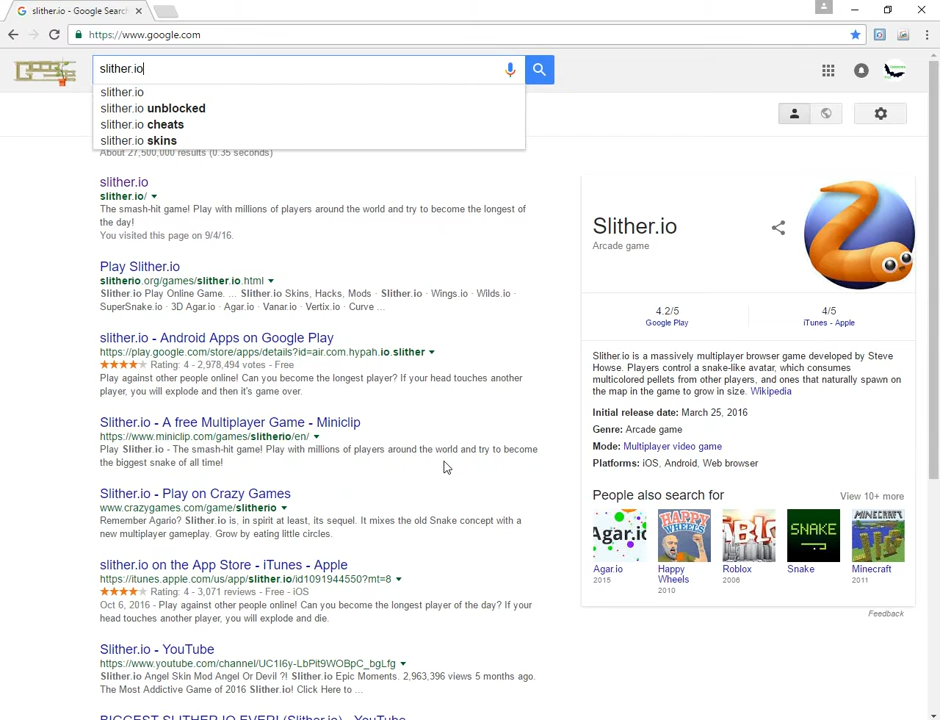 slither.io - Google Search
https://www.google.com
slither.io
slither.io
slither.io unblocked
slither.io cheats
slither.io skins
About 27,500,000 results (0.35 seconds)
slither.io
slither.io/
The smash-hit game! Play with millions of players around the world and try to become the longest of
the day!
You visited this page on 9/4/16.
Play Slither.io
slitherio.org/games/slither.io.html
Slither.io Play Online Game. ... Slither.io Skins, Hacks, Mods · Slither.io · Wings.io · Wilds.io ·
SuperSnake.io · 3D Agar.io · Agar.io · Vanar.io · Vertix.io · Curve ...
slither.io - Android Apps on Google Play
https://play.google.com/store/apps/details?id=air.com.hypah.io.slither
Rating: 4 - 2,978,494 votes - Free
Play against other people online! Can you become the longest player? If your head touches another
player, you will explode and then it's game over.
Slither.io - A free Multiplayer Game - Miniclip
https://www.miniclip.com/games/slitherio/en/
Play Slither.io - The smash-hit game! Play with millions of players around the world and try to become
the biggest snake of all time!
Slither.io - Play on Crazy Games
www.crazygames.com/game/slitherio
Remember Agario? Slither.io is, in spirit at least, its sequel. It mixes the old Snake concept with a
new multiplayer gameplay. Grow by eating little circles.
slither.io on the App Store - iTunes - Apple
https://itunes.apple.com/us/app/slither.io/id1091944550?mt=8
Rating: 4 - 3,071 reviews - Free - iOS
Oct 6, 2016 - Play against other people online! Can you become the longest player of the day? If your
head touches another player, you will explode and die.
Slither.io - YouTube
https://www.youtube.com/channel/UC1I6y-LbPit9WOBpC_bgLfg
Slither.io Angel Skin Mod Angel Or Devil ?! Slither.io Epic Moments. 2,963,396 views 5 months ago.
The Most Addictive Game of 2016 Slither.io! Click Here to ...
BIGGEST SLITHER.IO EVER! (Slither.io) - YouTube
Slither.io
Arcade game
4.2/5
Google Play
4/5
iTunes - Apple
Slither.io is a massively multiplayer browser game developed by Steve
Howse. Players control a snake-like avatar, which consumes
multicolored pellets from other players, and ones that naturally spawn on
the map in the game to grow in size. Wikipedia
Initial release date: March 25, 2016
Genre: Arcade game
Mode: Multiplayer video game
Platforms: iOS, Android, Web browser
People also search for
View 10+ more
Agar.io
HAPPY
WHEELS
SNAKE
MINECRAFT
Agar.io
2015
Happy
Wheels
2010
Roblox
2006
Snake
Minecraft
2011
Feedback